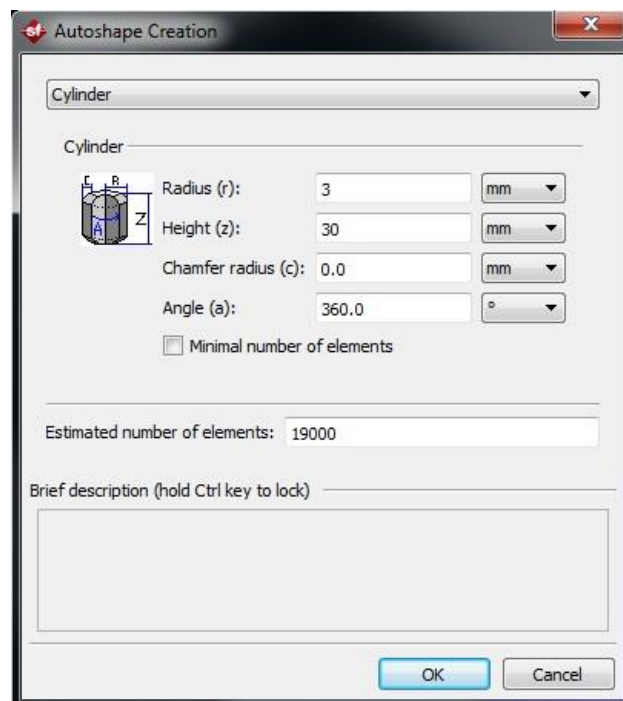 sf Autoshape Creation X
Cylinder
Cylinder
C R
A Z
Radius (r): 3 mm
Height (z): 30 mm
Chamfer radius (c): 0.0 mm
Angle (a): 360.0 °
Minimal number of elements
Estimated number of elements: 19000
Brief description (hold Ctrl key to lock)
OK Cancel